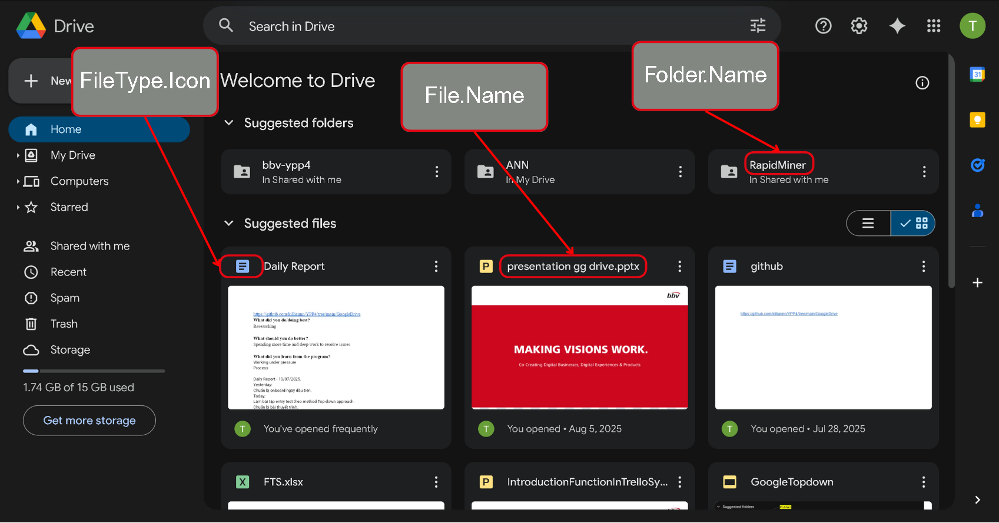 Drive
Search in Drive
T
New
FileType.Icon
Welcome to Drive
File.Name
Folder.Name
31
Home
My Drive
Computers
Starred
Shared with me
Recent
Spam
Trash
Storage
1.74 GB of 15 GB used
Get more storage
Suggested folders
bbv-ypp4
In Shared with me
ANN
In My Drive
RapidMiner
In Shared with me
Suggested files
Daily Report
https://github.com/killiannn/YPP4/tree/main/GoogleDrive
What did you do/doing best?
Researching
What should you do better?
Spending more time and deep work to resolve issues
What did you learn from the program?
Working under pressure
Process
Daily Report - 10/07/2025.
Yesterday:
Chuẩn bị onboard ngày đầu tiên.
Today:
Làm bài tập entry test theo method Top-down approach.
Chuẩn bị bài thuyết trình.
T
You've opened frequently
P
presentation gg drive.pptx
bbv
MAKING VISIONS WORK.
Co-Creating Digital Businesses, Digital Experiences & Products
T
You opened • Aug 5, 2025
github
https://github.com/killiannn/YPP4/tree/main/GoogleDrive
T
You opened • Jul 28, 2025
X
FTS.xlsx
P
IntroductionFunctionInTrelloSy...
GoogleTopdown
Suggested folders
Folder